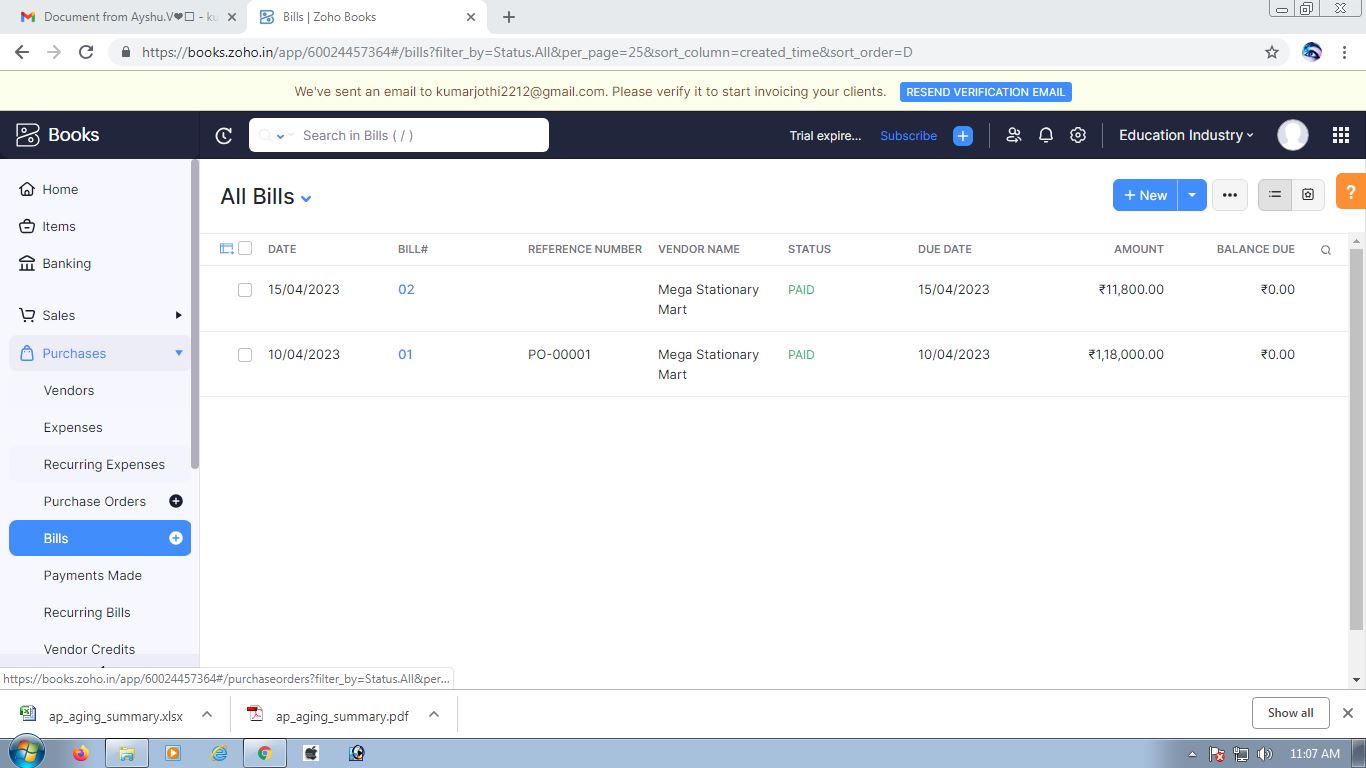 Document from Ayshu.V❤ - ku
Bills | Zoho Books
https://books.zoho.in/app/60024457364#/bills?filter_by=Status.All&per_page=25&sort_column=created_time&sort_order=D
We've sent an email to kumarjothi2212@gmail.com. Please verify it to start invoicing your clients. RESEND VERIFICATION EMAIL
Books
Search in Bills ( / )
Trial expire... Subscribe
Education Industry
Home
Items
Banking
Sales
Purchases
Vendors
Expenses
Recurring Expenses
Purchase Orders
Bills
Payments Made
Recurring Bills
Vendor Credits
All Bills
+ New
?
DATE BILL# REFERENCE NUMBER VENDOR NAME STATUS DUE DATE AMOUNT BALANCE DUE
15/04/2023 02 Mega Stationary PAID 15/04/2023 ₹11,800.00 ₹0.00
Mart
10/04/2023 01 PO-00001 Mega Stationary PAID 10/04/2023 ₹1,18,000.00 ₹0.00
Mart
https://books.zoho.in/app/60024457364#/purchaseorders?filter_by=Status.All&per...
ap_aging_summary.xlsx
ap_aging_summary.pdf
Show all
11:07 AM